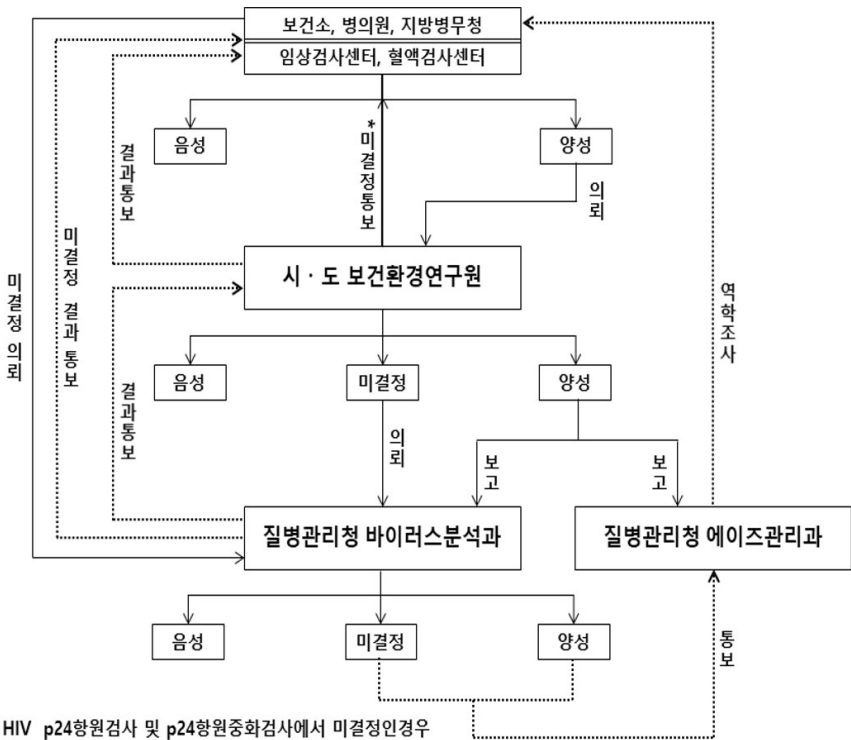 보건소, 병의원, 지방병무청
임상검사센터, 혈액검사센터
음성
*미결정통보
양성
결과통보
의뢰
미결정 결과 통보
미결정 의뢰
시 · 도 보건환경연구원
역학조사
음성
미결정
양성
결과통보
의뢰
보고
보고
질병관리청 바이러스분석과
질병관리청 에이즈관리과
음성
미결정
양성
통보
HIV p24항원검사 및 p24항원중화검사에서 미결정인경우